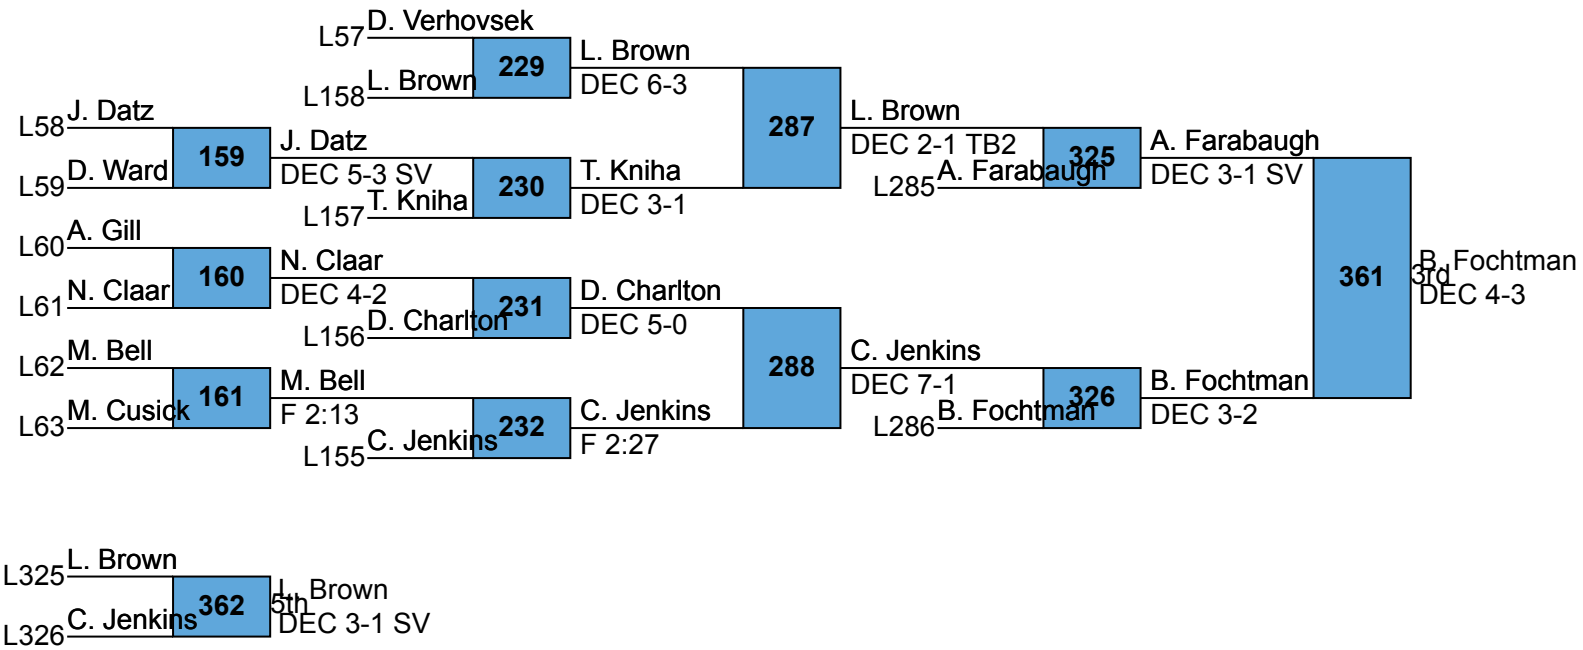 D. Verhovsek
L57
229
L. Brown
DEC 6-3
L. Brown
L158
J. Datz
L58
159
J. Datz
DEC 5-3 SV
D. Ward
L59
230
T. Kniha
DEC 3-1
T. Kniha
L157
287
L. Brown
DEC 2-1 TB2
325
A. Farabaugh
L285
A. Farabaugh
DEC 3-1 SV
A. Gill
L60
160
N. Claar
DEC 4-2
N. Claar
L61
231
D. Charlton
DEC 5-0
D. Charlton
L156
M. Bell
L62
161
M. Bell
F 2:13
M. Cusick
L63
232
C. Jenkins
F 2:27
C. Jenkins
L155
288
C. Jenkins
DEC 7-1
326
B. Fochtman
L286
B. Fochtman
DEC 3-2
361
3rd
B. Fochtman
DEC 4-3
L. Brown
L325
362
5th
L. Brown
DEC 3-1 SV
C. Jenkins
L326